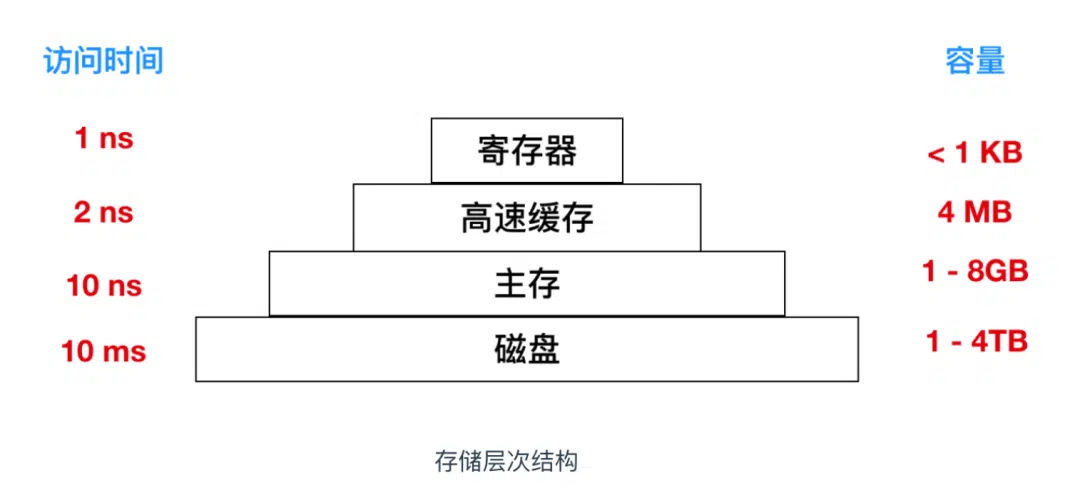 访问时间 容量
1 ns 寄存器 < 1 KB
2 ns 高速缓存 4 MB
10 ns 主存 1 - 8GB
10 ms 磁盘 1 - 4TB
存储层次结构